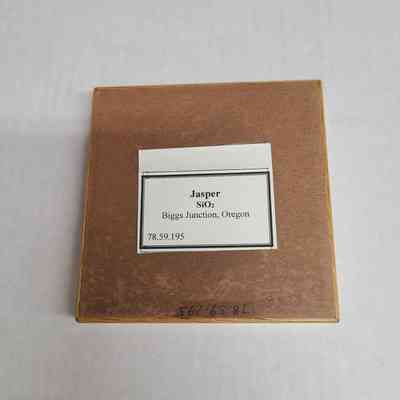 Jasper
SiO₂
Biggs Junction, Oregon
78.59.195
78.59.195